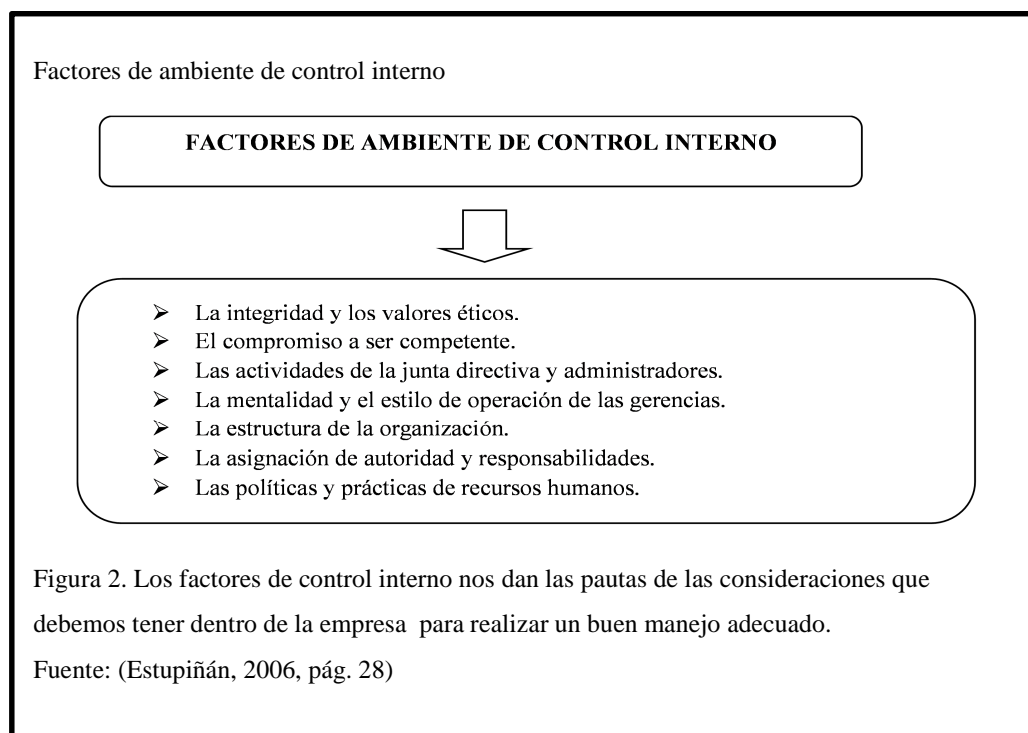 Factores de ambiente de control interno
FACTORES DE AMBIENTE DE CONTROL INTERNO
➢ La integridad y los valores éticos.
➢ El compromiso a ser competente.
➢ Las actividades de la junta directiva y administradores.
➢ La mentalidad y el estilo de operación de las gerencias.
➢ La estructura de la organización.
➢ La asignación de autoridad y responsabilidades.
➢ Las políticas y prácticas de recursos humanos.
Figura 2. Los factores de control interno nos dan las pautas de las consideraciones que
debemos tener dentro de la empresa para realizar un buen manejo adecuado.
Fuente: (Estupiñán, 2006, pág. 28)